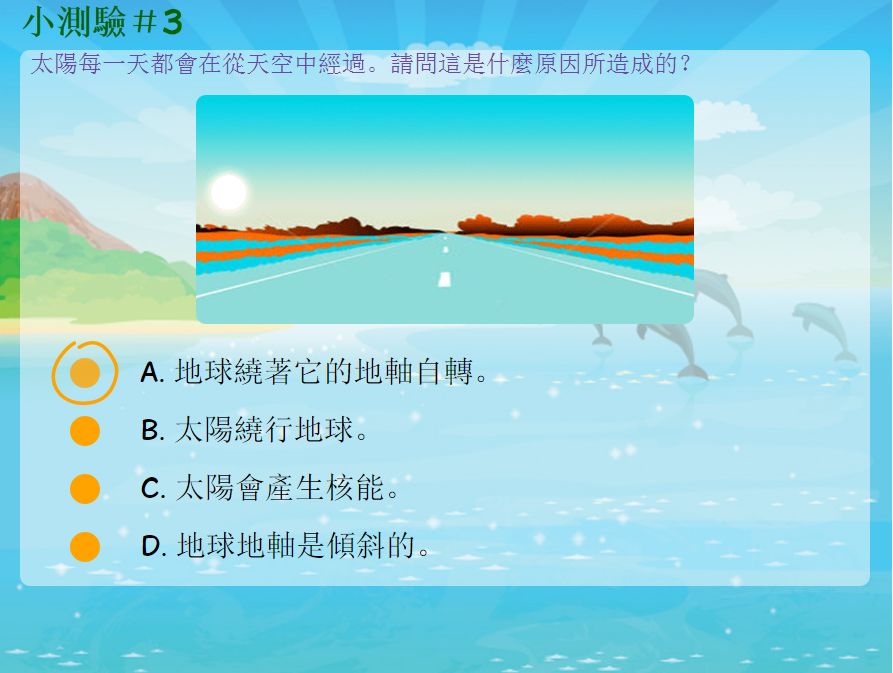 小測驗＃3
太陽每一天都會在從天空中經過。請問這是什麼原因所造成的？
A. 地球繞著它的地軸自轉。
B. 太陽繞行地球。
C. 太陽會產生核能。
D. 地球地軸是傾斜的。